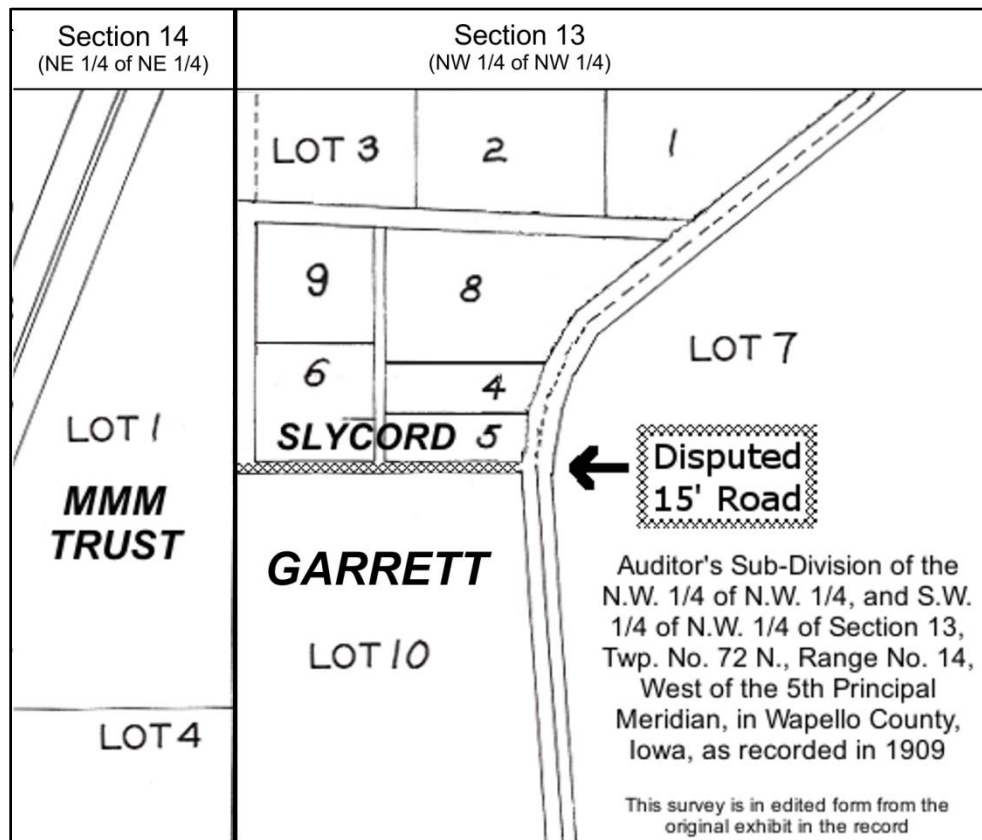 Section 14
(NE 1/4 of NE 1/4)
Section 13
(NW 1/4 of NW 1/4)
LOT 3
2
1
9
8
LOT 7
6
4
LOT 1
SLYCORD 5
Disputed
15' Road
MMM
TRUST
GARRETT
LOT 10
LOT 4
Auditor's Sub-Division of the
N.W. 1/4 of N.W. 1/4, and S.W.
1/4 of N.W. 1/4 of Section 13,
Twp. No. 72 N., Range No. 14,
West of the 5th Principal
Meridian, in Wapello County,
Iowa, as recorded in 1909
This survey is in edited form from the
original exhibit in the record